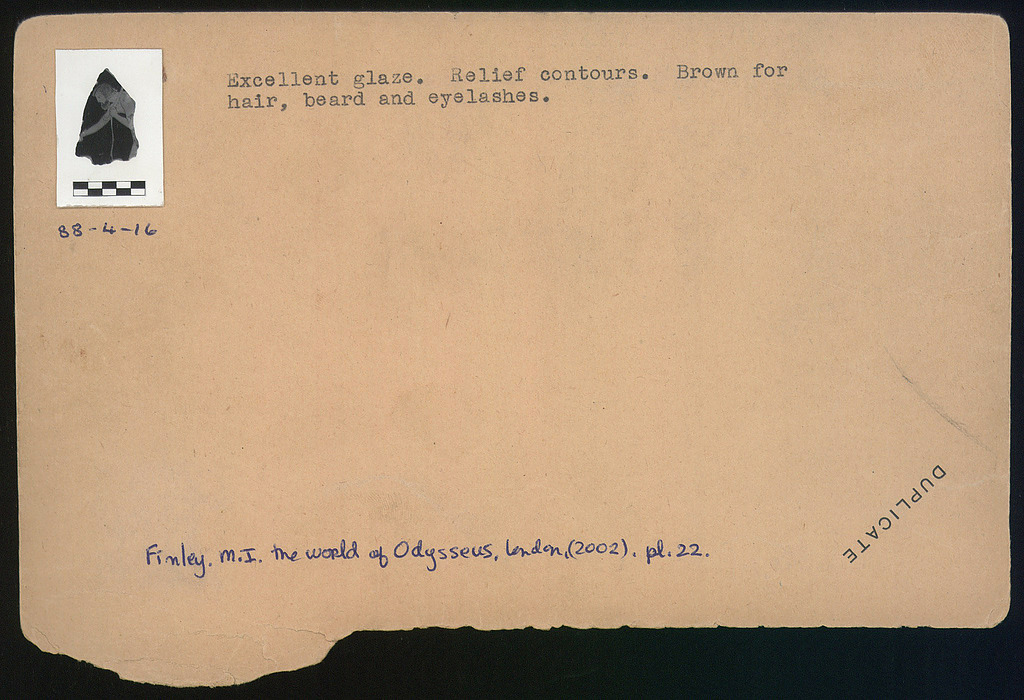 Excellent glaze. Relief contours. Brown for
hair, beard and eyelashes.
88-4-16
DUPLICATE
Finley. M.I. the world of Odysseus, London,(2002). pl.22.